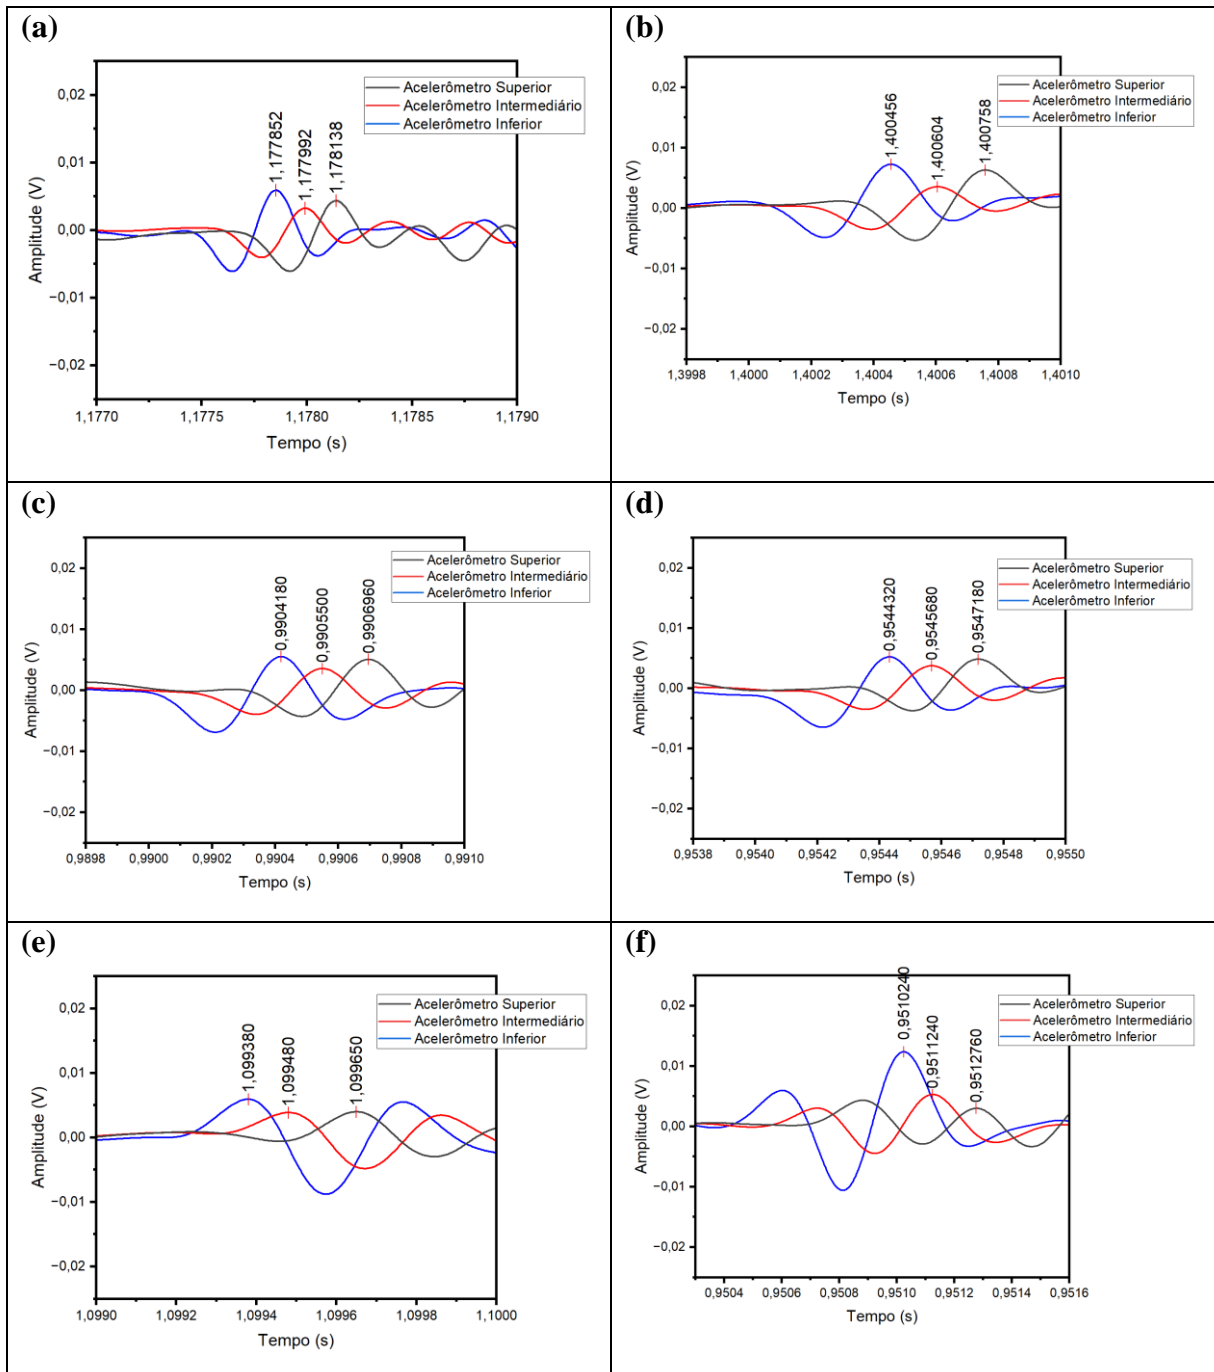 (a)
Acelerômetro Superior
Acelerômetro Intermediário
Acelerômetro Inferior
1,177852
1,177992
1,178138
0,02
0,01
0,00
−0,01
−0,02
Amplitude (V)
1,1770
1,1775
1,1780
1,1785
1,1790
Tempo (s)
(b)
Acelerômetro Superior
Acelerômetro Intermediário
Acelerômetro Inferior
1,400456
1,400604
1,400758
0,02
0,01
0,00
−0,01
−0,02
Amplitude (V)
1,3998
1,4000
1,4002
1,4004
1,4006
1,4008
1,4010
Tempo (s)
(c)
Acelerômetro Superior
Acelerômetro Intermediário
Acelerômetro Inferior
0,9904180
0,9905500
0,9906960
0,02
0,01
0,00
−0,01
−0,02
Amplitude (V)
0,9898
0,9900
0,9902
0,9904
0,9906
0,9908
0,9910
Tempo (s)
(d)
Acelerômetro Superior
Acelerômetro Intermediário
Acelerômetro Inferior
0,9544320
0,9545680
0,9547180
0,02
0,01
0,00
−0,01
−0,02
Amplitude (V)
0,9538
0,9540
0,9542
0,9544
0,9546
0,9548
0,9550
Tempo (s)
(e)
Acelerômetro Superior
Acelerômetro Intermediário
Acelerômetro Inferior
1,099380
1,099480
1,099650
0,02
0,01
0,00
−0,01
−0,02
Amplitude (V)
1,0990
1,0992
1,0994
1,0996
1,0998
1,1000
Tempo (s)
(f)
Acelerômetro Superior
Acelerômetro Intermediário
Acelerômetro Inferior
0,9510240
0,9511240
0,9512760
0,02
0,01
0,00
−0,01
−0,02
Amplitude (V)
0,9504
0,9506
0,9508
0,9510
0,9512
0,9514
0,9516
Tempo (s)